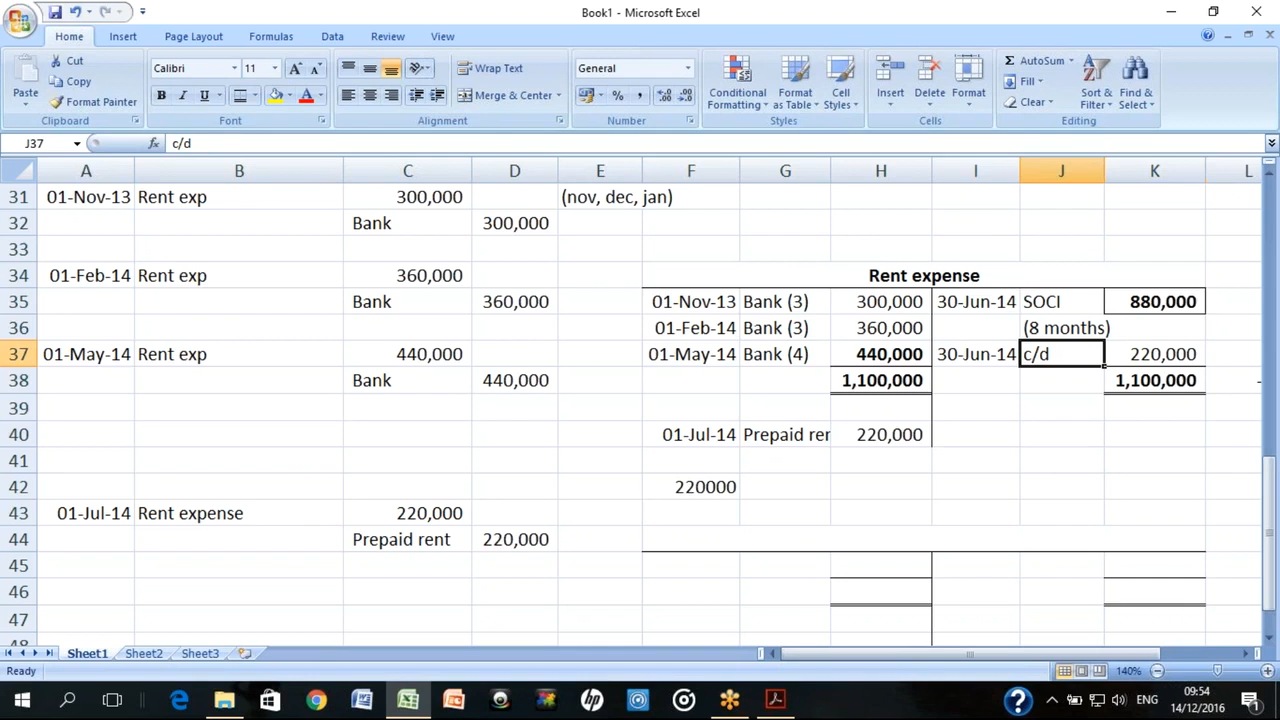 Book1 - Microsoft Excel
Home Insert Page Layout Formulas Data Review View
Paste Cut Copy Format Painter Clipboard
Calibri 11 B I U Font
Wrap Text Merge & Center Alignment
General % , Number
Conditional Formatting Format as Table Cell Styles Styles
Insert Delete Format Cells
AutoSum Fill Clear Sort & Filter Find & Select Editing
J37 fx c/d
A B C D E F G H I J K L
31 01-Nov-13 Rent exp 300,000 (nov, dec, jan)
32 Bank 300,000
33
34 01-Feb-14 Rent exp 360,000 Rent expense
35 Bank 360,000 01-Nov-13 Bank (3) 300,000 30-Jun-14 SOCI 880,000
36 01-Feb-14 Bank (3) 360,000 (8 months)
37 01-May-14 Rent exp 440,000 01-May-14 Bank (4) 440,000 30-Jun-14 c/d 220,000
38 Bank 440,000 1,100,000 1,100,000 -
39
40 01-Jul-14 Prepaid rer 220,000
41
42 220000
43 01-Jul-14 Rent expense 220,000
44 Prepaid rent 220,000
45
46
47
48
Sheet1 Sheet2 Sheet3
Ready 140%
ENG 09:54
14/12/2016 1